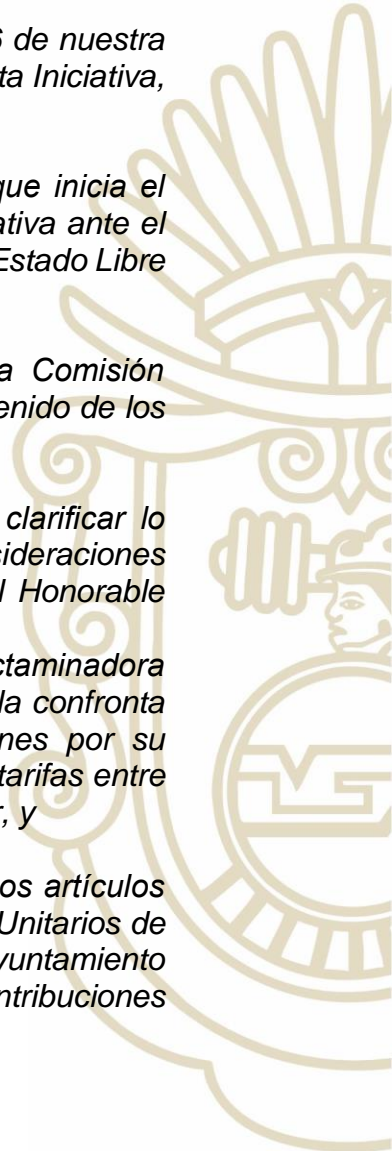 6 de nuestra
ta Iniciativa,
que inicia el
ativa ante el
Estado Libre
a Comisión
tenido de los
clarificar lo
sideraciones
l Honorable
ctaminadora
la confronta
nes por su
tarifas entre
r, y
os artículos
Unitarios de
yuntamiento
ntribuciones